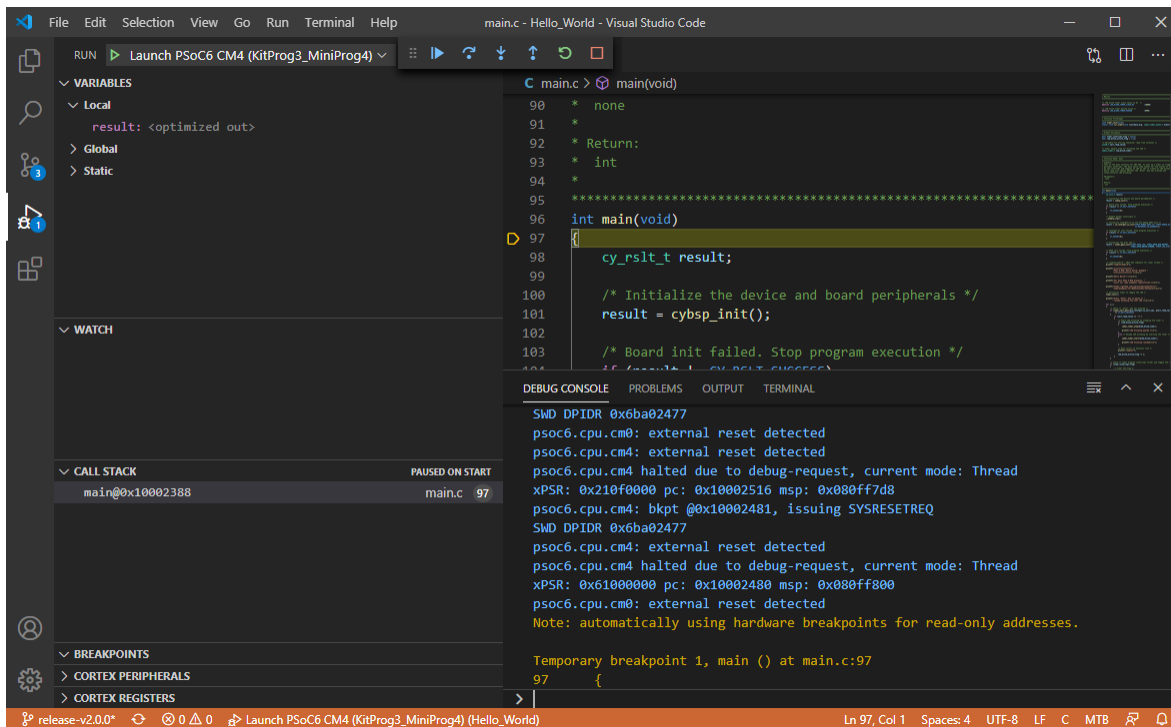 File Edit Selection View Go Run Terminal Help main.c - Hello_World - Visual Studio Code
RUN Launch PSoC6 CM4 (KitProg3_MiniProg4)
VARIABLES
Local
result: <optimized out>
Global
Static
WATCH
CALL STACK PAUSED ON START
main@0x10002388 main.c 97
BREAKPOINTS
CORTEX PERIPHERALS
CORTEX REGISTERS
3
1
C main.c > main(void)
90 * none
91 *
92 * Return:
93 * int
94 *
95 ********************************************************************
96 int main(void)
97 {
98 cy_rslt_t result;
99
100 /* Initialize the device and board peripherals */
101 result = cybsp_init();
102
103 /* Board init failed. Stop program execution */
DEBUG CONSOLE PROBLEMS OUTPUT TERMINAL
SWD DPIDR 0x6ba02477
psoc6.cpu.cm0: external reset detected
psoc6.cpu.cm4: external reset detected
psoc6.cpu.cm4 halted due to debug-request, current mode: Thread
xPSR: 0x210f0000 pc: 0x10002516 msp: 0x080ff7d8
psoc6.cpu.cm4: bkpt @0x10002481, issuing SYSRESETREQ
SWD DPIDR 0x6ba02477
psoc6.cpu.cm4: external reset detected
psoc6.cpu.cm4 halted due to debug-request, current mode: Thread
xPSR: 0x61000000 pc: 0x10002480 msp: 0x080ff800
psoc6.cpu.cm0: external reset detected
Note: automatically using hardware breakpoints for read-only addresses.
Temporary breakpoint 1, main () at main.c:97
97 {
>
release-v2.0.0* 0 0 Launch PSoC6 CM4 (KitProg3_MiniProg4) (Hello_World) Ln 97, Col 1 Spaces: 4 UTF-8 LF C MTB